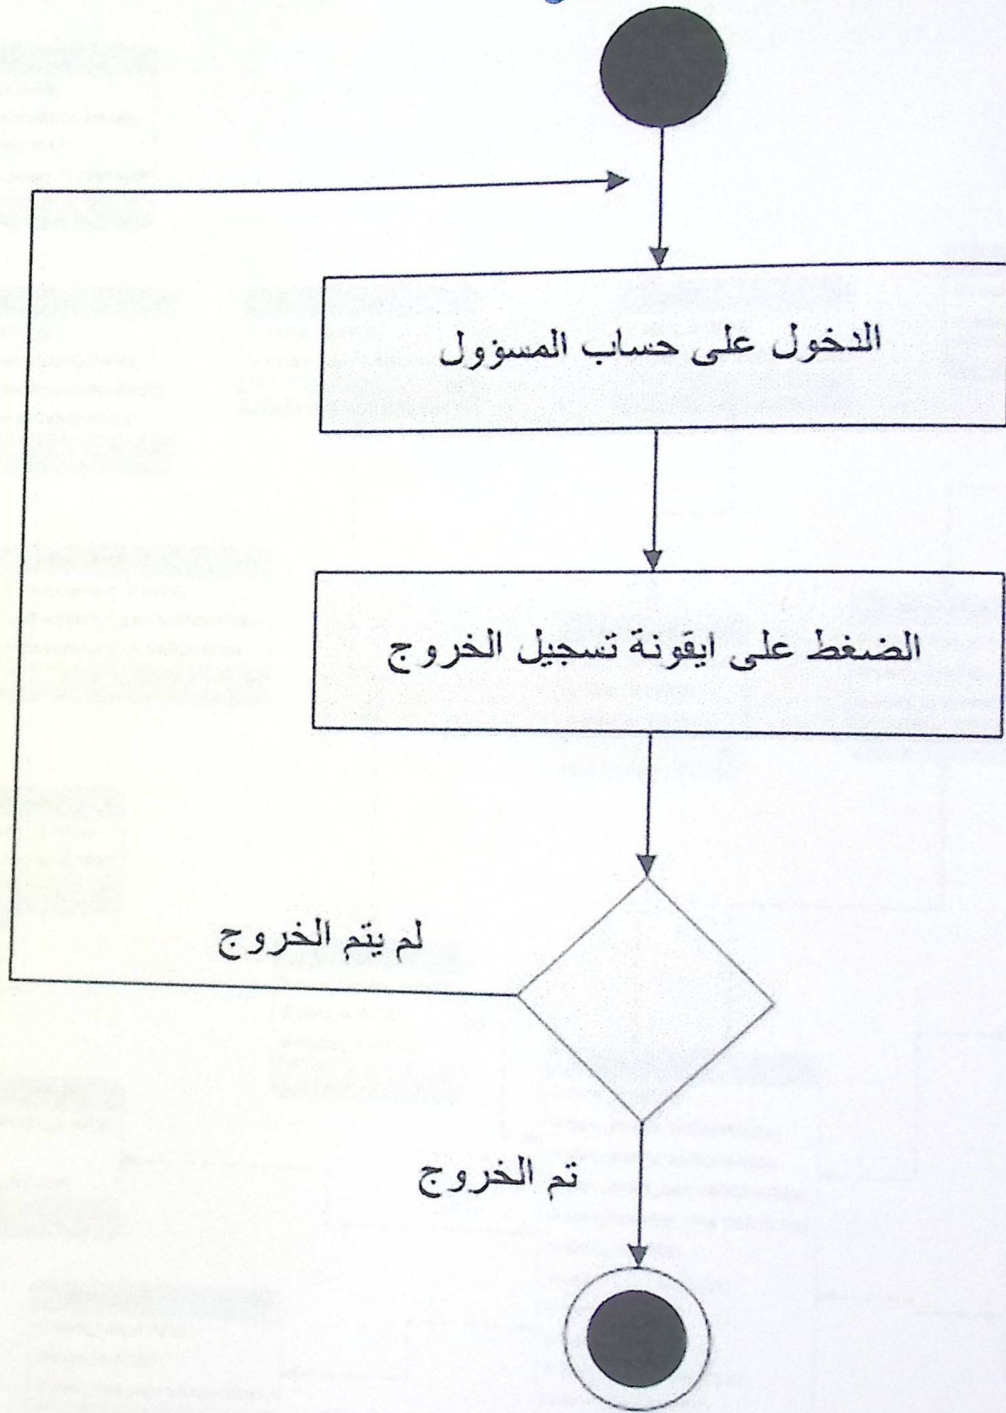 الدخول على حساب المسؤول
الضغط على ايقونة تسجيل الخروج
لم يتم الخروج
تم الخروج